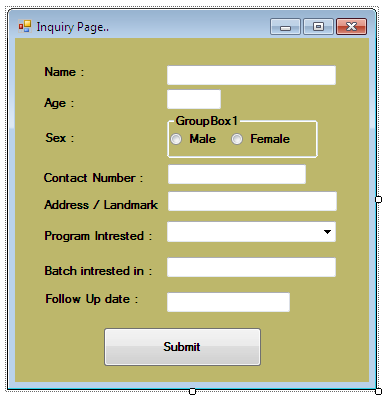 Inquiry Page..
Name :
Age :
GroupBox1
Sex : Male Female
Contact Number :
Address / Landmark
Program Intrested :
Batch intrested in :
Follow Up date :
Submit